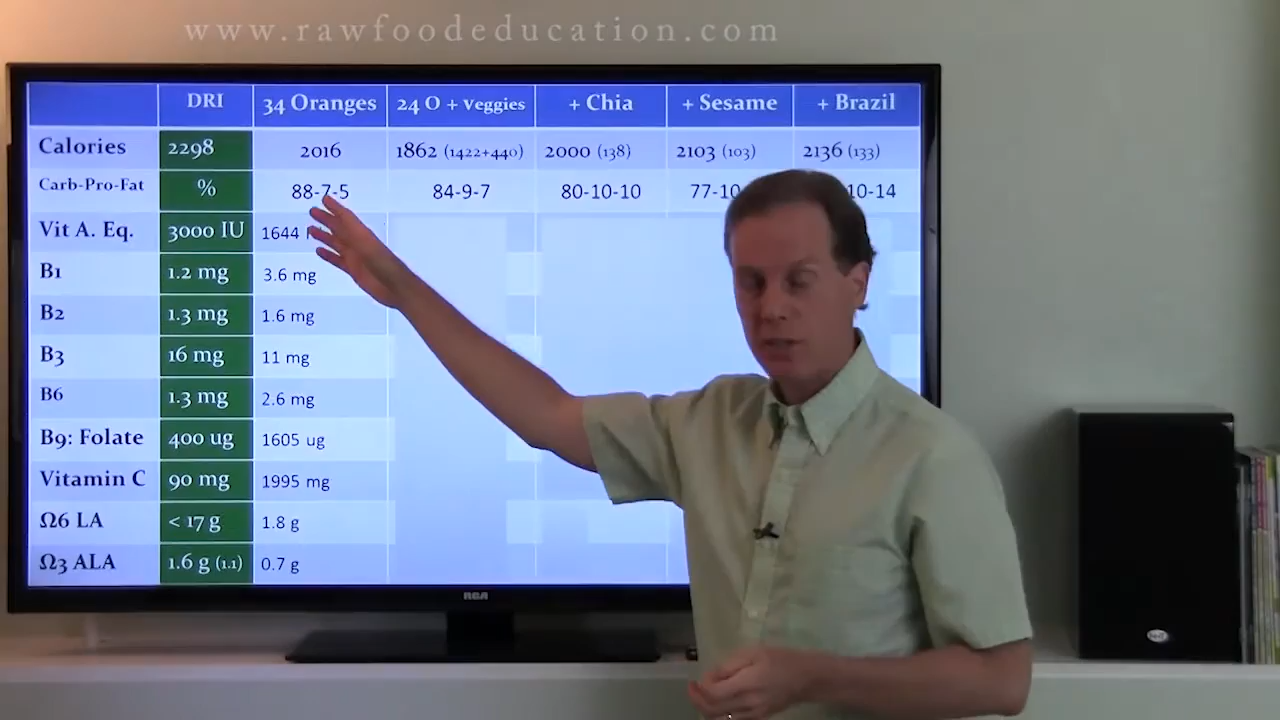 www.rawfoodeducation.com
DRI 34 Oranges 24 O + Veggies + Chia + Sesame + Brazil
Calories 2298 2016 1862 (1422+440) 2000 (138) 2103 (103) 2136 (133)
Carb-Pro-Fat % 88-7-5 84-9-7 80-10-10 77-10 10-14
Vit A. Eq. 3000 IU 1644
B1 1.2 mg 3.6 mg
B2 1.3 mg 1.6 mg
B3 16 mg 11 mg
B6 1.3 mg 2.6 mg
B9: Folate 400 ug 1605 ug
Vitamin C 90 mg 1995 mg
Ω6 LA < 17 g 1.8 g
Ω3 ALA 1.6 g (1.1) 0.7 g
RCA